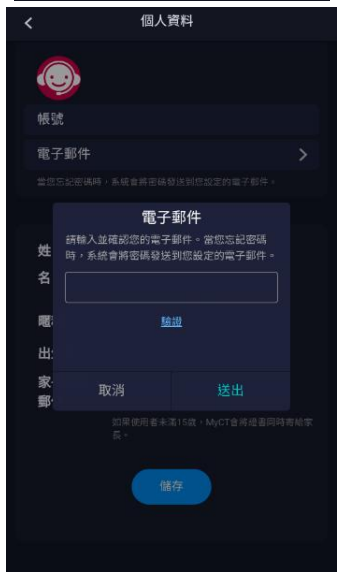 個人資料
帳號
電子郵件
當您忘記密碼時，系統會將密碼發送到您設定的電子郵件。
電子郵件
請輸入並確認您的電子郵件。當您忘記密碼
時，系統會將密碼發送到您設定的電子郵件。
姓
名
暱
驗證
出
家
郵
取消
送出
如果使用者未滿15歲，MyCT會將證書同時寄給家
長。
儲存